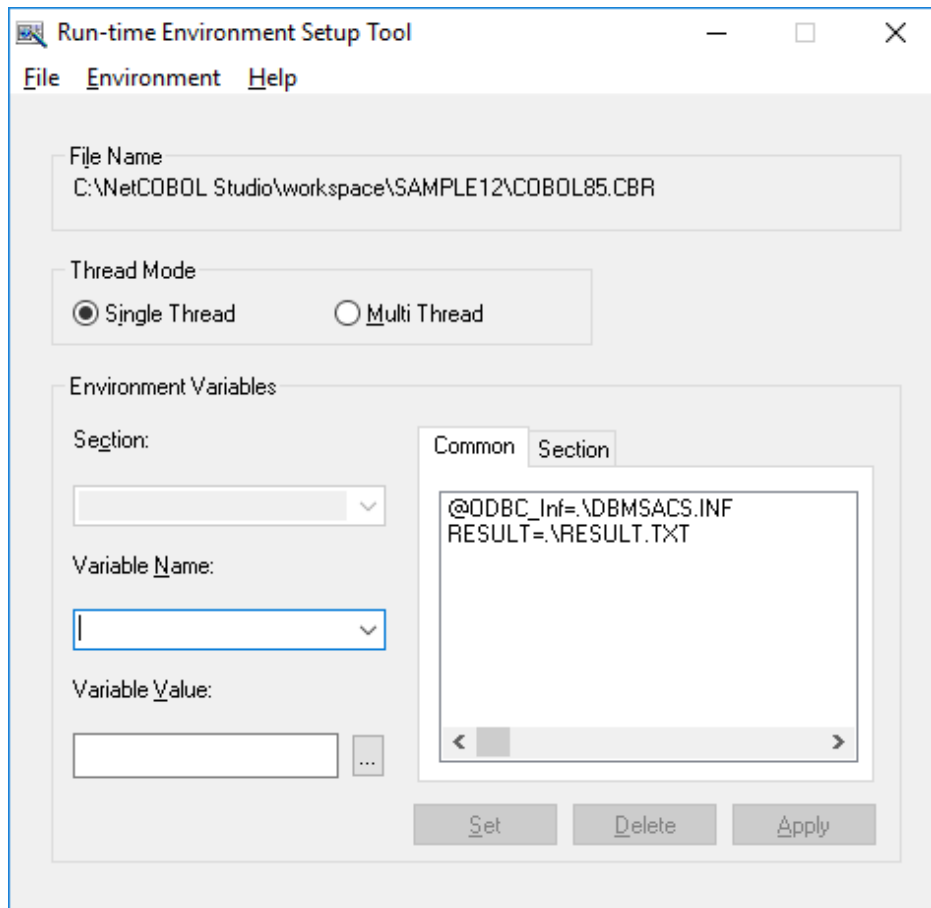 Run-time Environment Setup Tool
File Environment Help
File Name
C:\NetCOBOL Studio\workspace\SAMPLE12\COBOL85.CBR
Thread Mode
Single Thread Multi Thread
Environment Variables
Section:
Variable Name:
Variable Value:
...
Common Section
@ODBC_Inf=.\DBMSACS.INF
RESULT=.\RESULT.TXT
Set Delete Apply